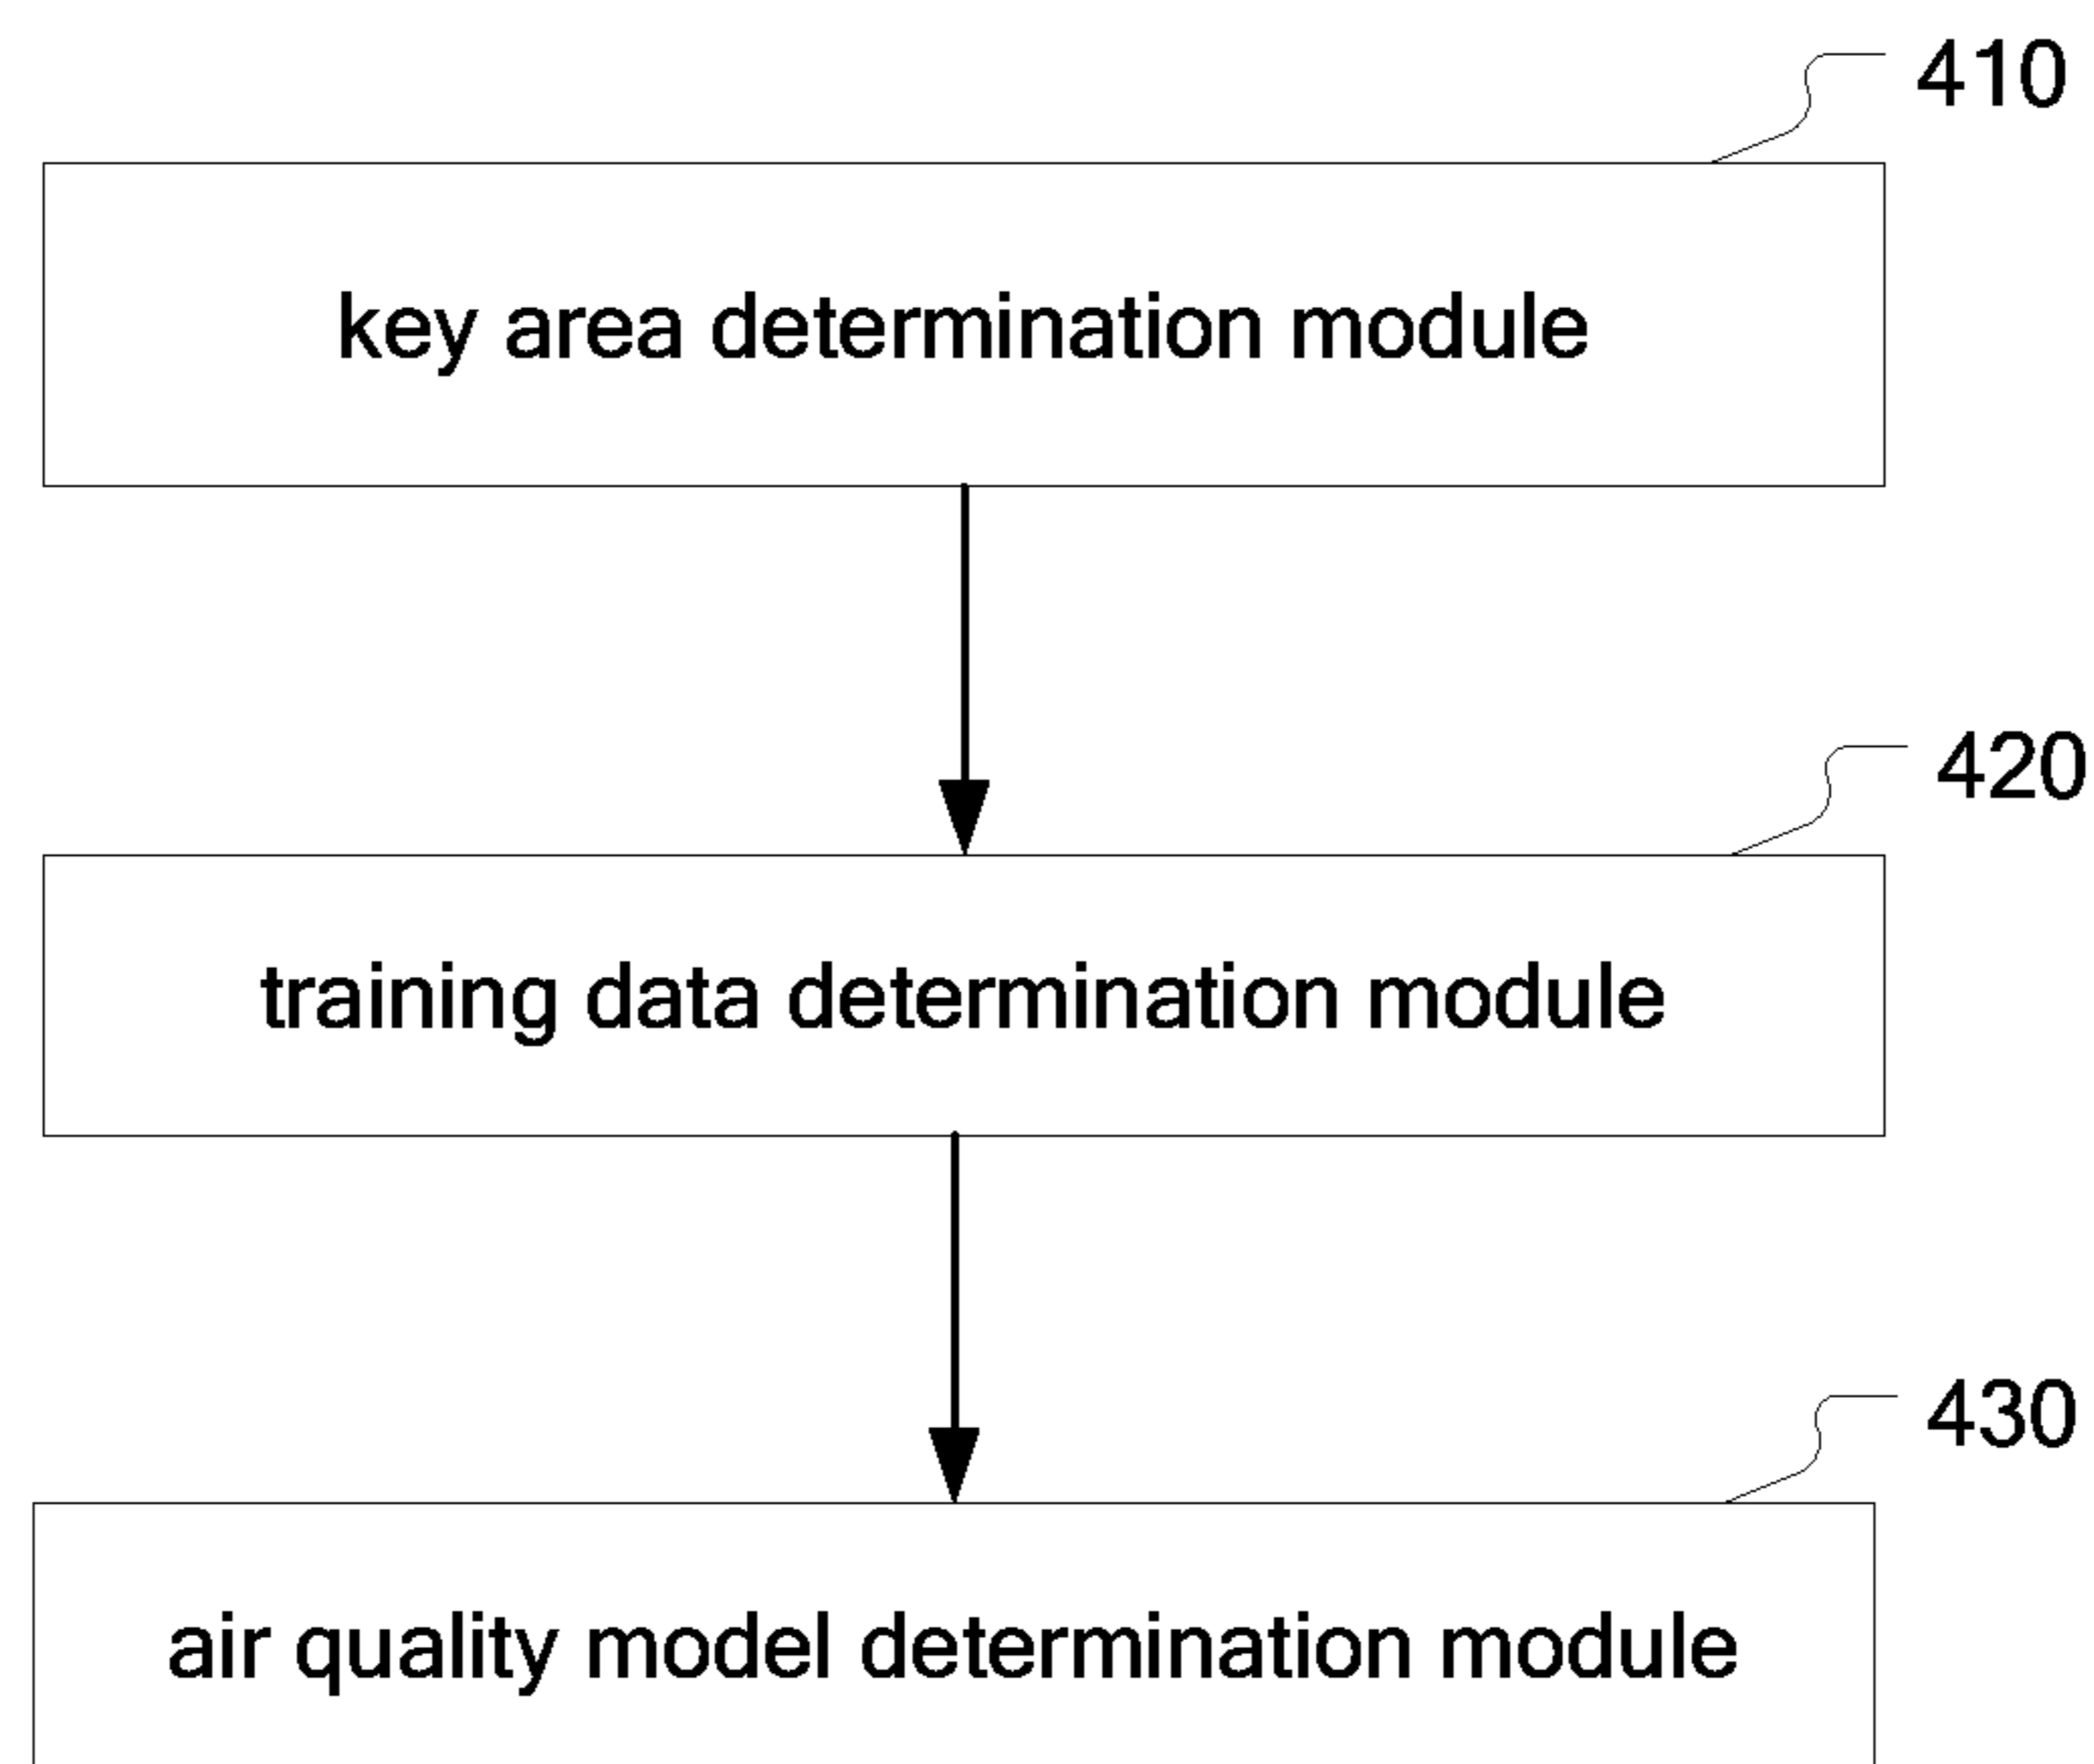 410
key area determination module
420
training data determination module
430
air quality model determination module